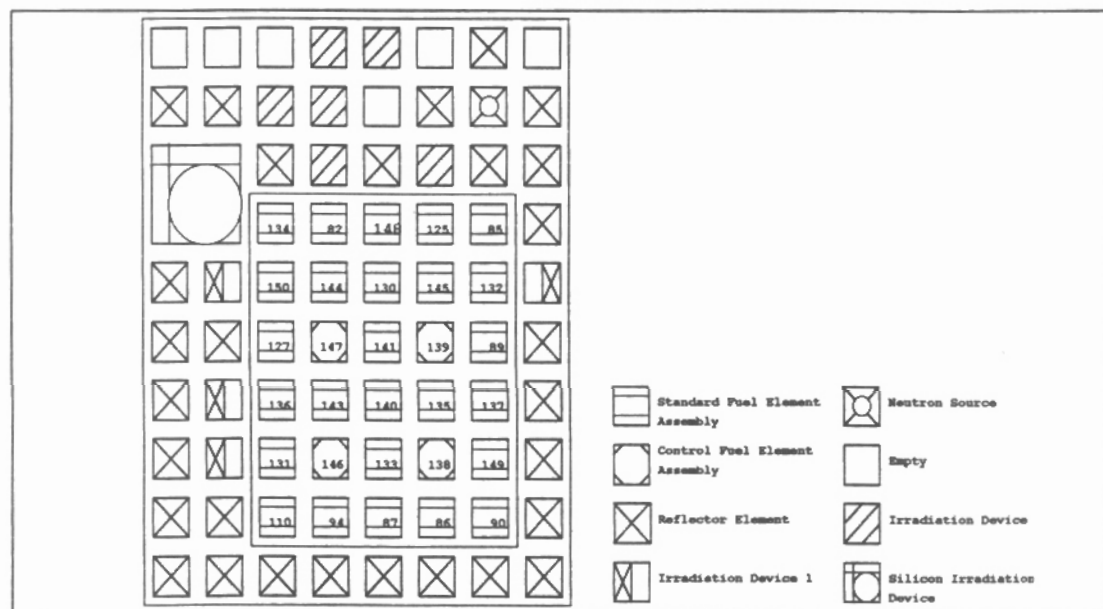 134 82 148 125 85
150 144 130 145 132
127 147 141 139 89
136 143 140 135 137
131 146 133 138 149
110 94 87 86 90
Standard Fuel Element
Assembly
Control Fuel Element
Assembly
Reflector Element
Irradiation Device 1
Neutron Source
Empty
Irradiation Device
Silicon Irradiation
Device